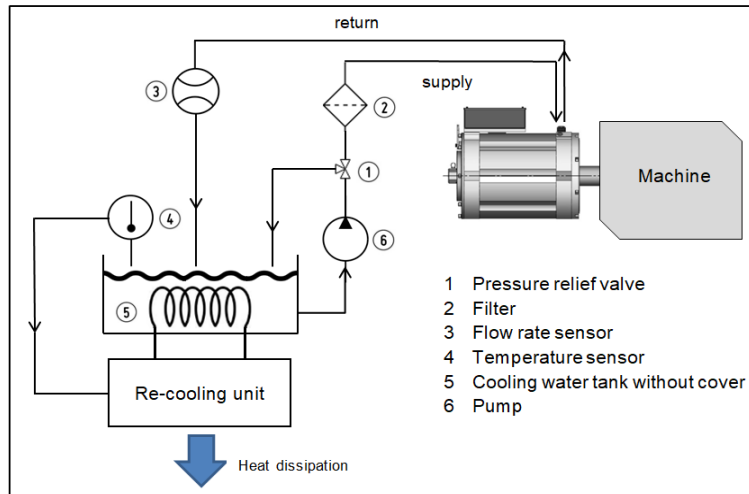 return
supply
3
2
1
4
6
5
Machine
Re-cooling unit
Heat dissipation
1 Pressure relief valve
2 Filter
3 Flow rate sensor
4 Temperature sensor
5 Cooling water tank without cover
6 Pump